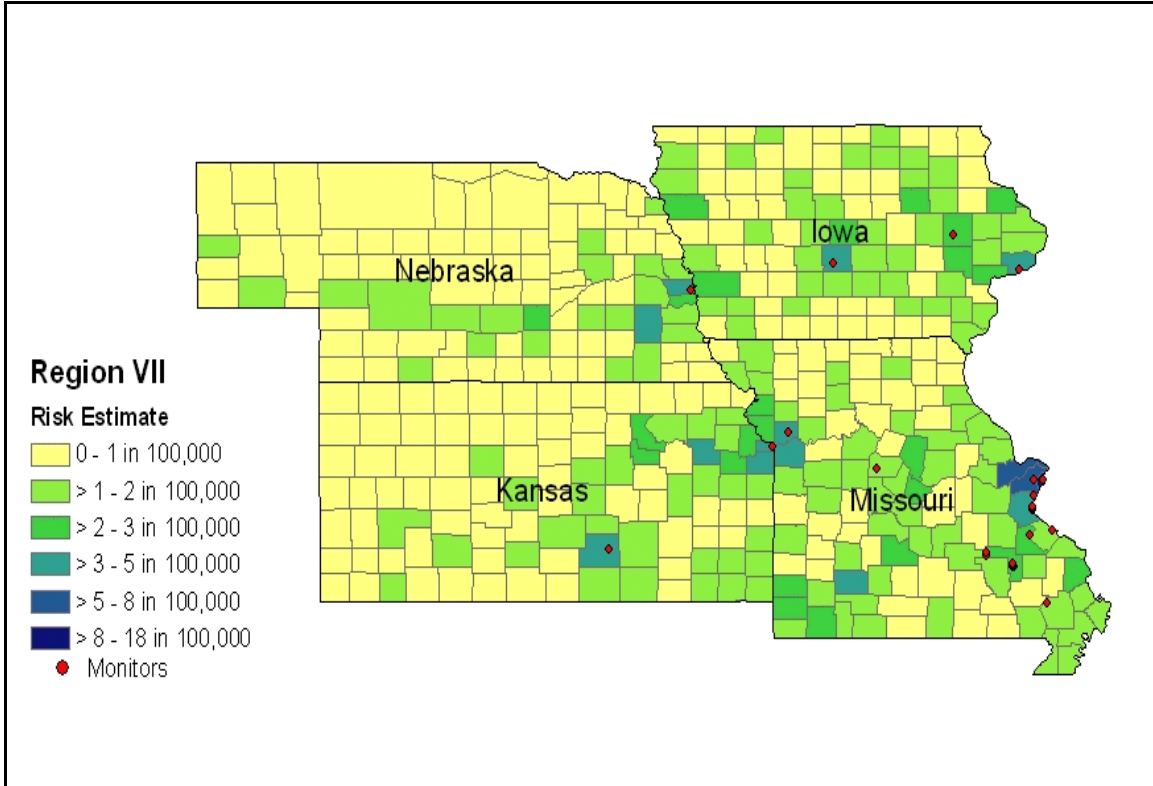 Iowa
Nebraska
Region VII
Risk Estimate
0 - 1 in 100,000
> 1 - 2 in 100,000
Kansas
Missouri
> 2 - 3 in 100,000
> 3 - 5 in 100,000
> 5 - 8 in 100,000
> 8 - 18 in 100,000
Monitors